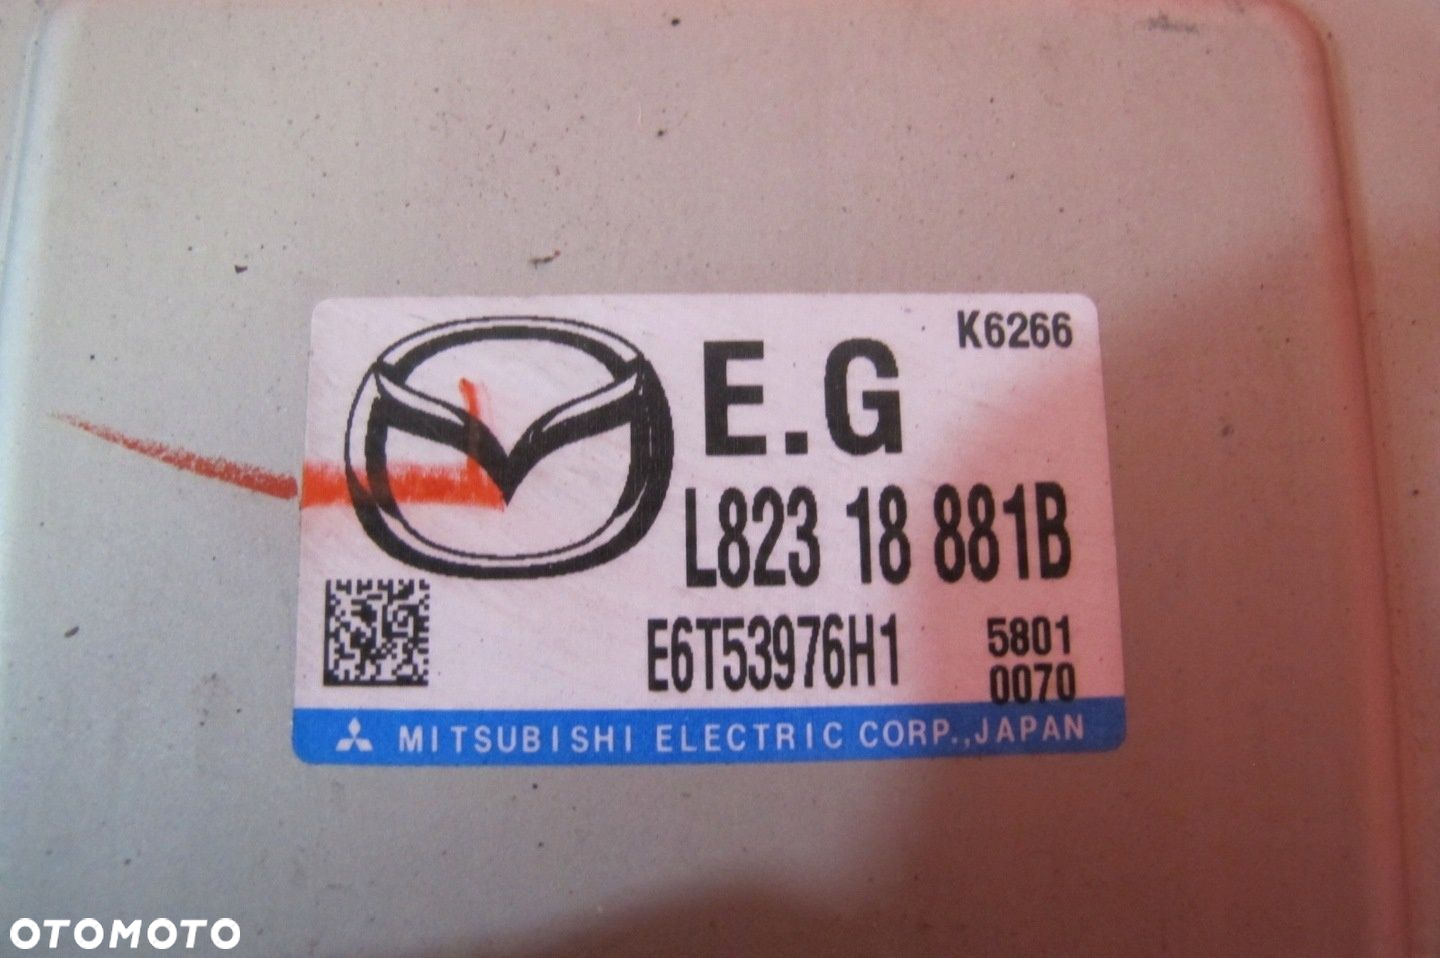 K6266
E.G
L823 18 881B
E6T53976H1 5801
0070
MITSUBISHI ELECTRIC CORP.,JAPAN
OTOMOTO